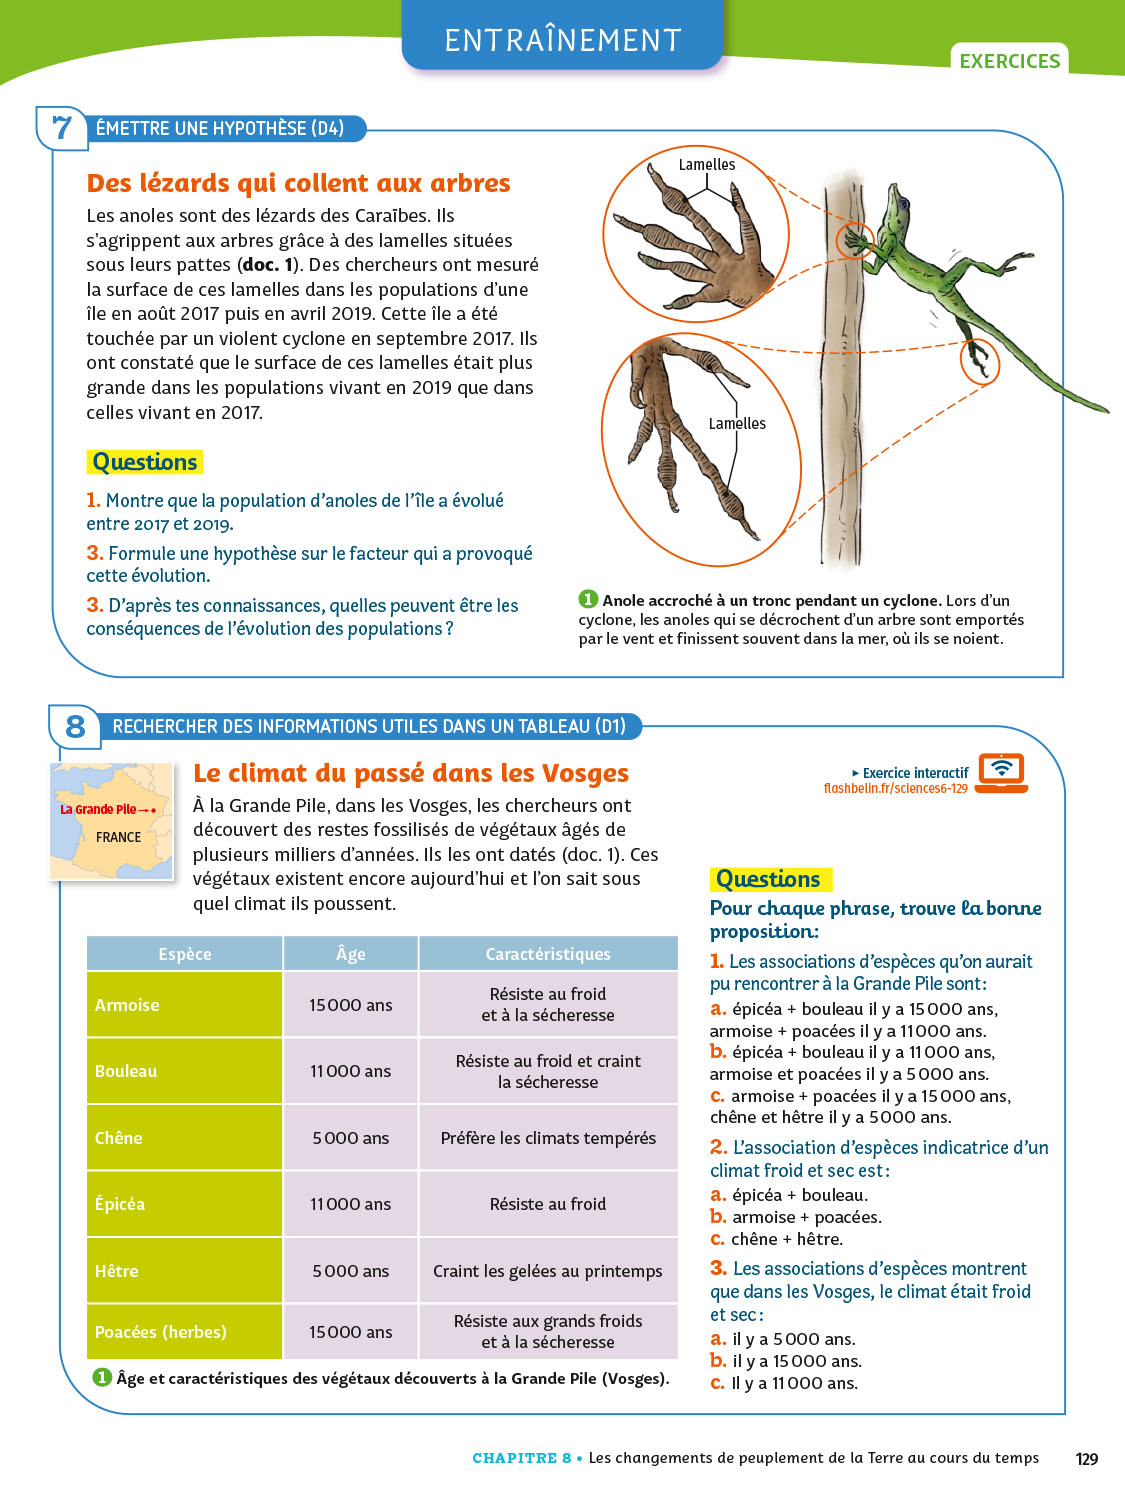 ENTRAÎNEMENT
EXERCICES
7
ÉMETTRE UNE HYPOTHÈSE (D4)
Des lézards qui collent aux arbres
Les anoles sont des lézards des Caraïbes. Ils
s'agrippent aux arbres grâce à des lamelles situées
sous leurs pattes (doc. 1). Des chercheurs ont mesuré
la surface de ces lamelles dans les populations d'une
île en août 2017 puis en avril 2019. Cette île a été
touchée par un violent cyclone en septembre 2017. Ils
ont constaté que le surface de ces lamelles était plus
grande dans les populations vivant en 2019 que dans
celles vivant en 2017.
Questions
1. Montre que la population d'anoles de l'île a évolué
entre 2017 et 2019.
3. Formule une hypothèse sur le facteur qui a provoqué
cette évolution.
3. D'après tes connaissances, quelles peuvent être les
conséquences de l'évolution des populations ?
Lamelles
Lamelles
1 Anole accroché à un tronc pendant un cyclone. Lors d'un
cyclone, les anoles qui se décrochent d'un arbre sont emportés
par le vent et finissent souvent dans la mer, où ils se noient.
8
RECHERCHER DES INFORMATIONS UTILES DANS UN TABLEAU (D1)
La Grande Pile
FRANCE
Le climat du passé dans les Vosges
À la Grande Pile, dans les Vosges, les chercheurs ont
découvert des restes fossilisés de végétaux âgés de
plusieurs milliers d'années. Ils les ont datés (doc. 1). Ces
végétaux existent encore aujourd'hui et l'on sait sous
quel climat ils poussent.
Exercice interactif
flashbelin.fr/sciences6-129
Espèce Âge Caractéristiques
Armoise 15 000 ans Résiste au froid
et à la sécheresse
Bouleau 11 000 ans Résiste au froid et craint
la sécheresse
Chêne 5 000 ans Préfère les climats tempérés
Épicéa 11 000 ans Résiste au froid
Hêtre 5 000 ans Craint les gelées au printemps
Poacées (herbes) 15 000 ans Résiste aux grands froids
et à la sécheresse
1 Âge et caractéristiques des végétaux découverts à la Grande Pile (Vosges).
Questions
Pour chaque phrase, trouve la bonne
proposition :
1. Les associations d'espèces qu'on aurait
pu rencontrer à la Grande Pile sont :
a. épicéa + bouleau il y a 15 000 ans,
armoise + poacées il y a 11 000 ans.
b. épicéa + bouleau il y a 11 000 ans,
armoise et poacées il y a 5 000 ans.
c. armoise + poacées il y a 15 000 ans,
chêne et hêtre il y a 5 000 ans.
2. L'association d'espèces indicatrice d'un
climat froid et sec est :
a. épicéa + bouleau.
b. armoise + poacées.
c. chêne + hêtre.
3. Les associations d'espèces montrent
que dans les Vosges, le climat était froid
et sec :
a. il y a 5 000 ans.
b. il y a 15 000 ans.
c. Il y a 11 000 ans.
CHAPITRE 8 • Les changements de peuplement de la Terre au cours du temps 129